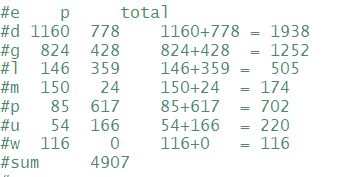 #e    p      total
#d 1160  778    1160+778 = 1938
#g  824  428    824+428  = 1252
#l  146  359    146+359 =  505
#m  150   24    150+24  = 174
#p   85  617    85+617  = 702
#u   54  166    54+166  = 220
#w  116    0    116+0   = 116
#sum     4907